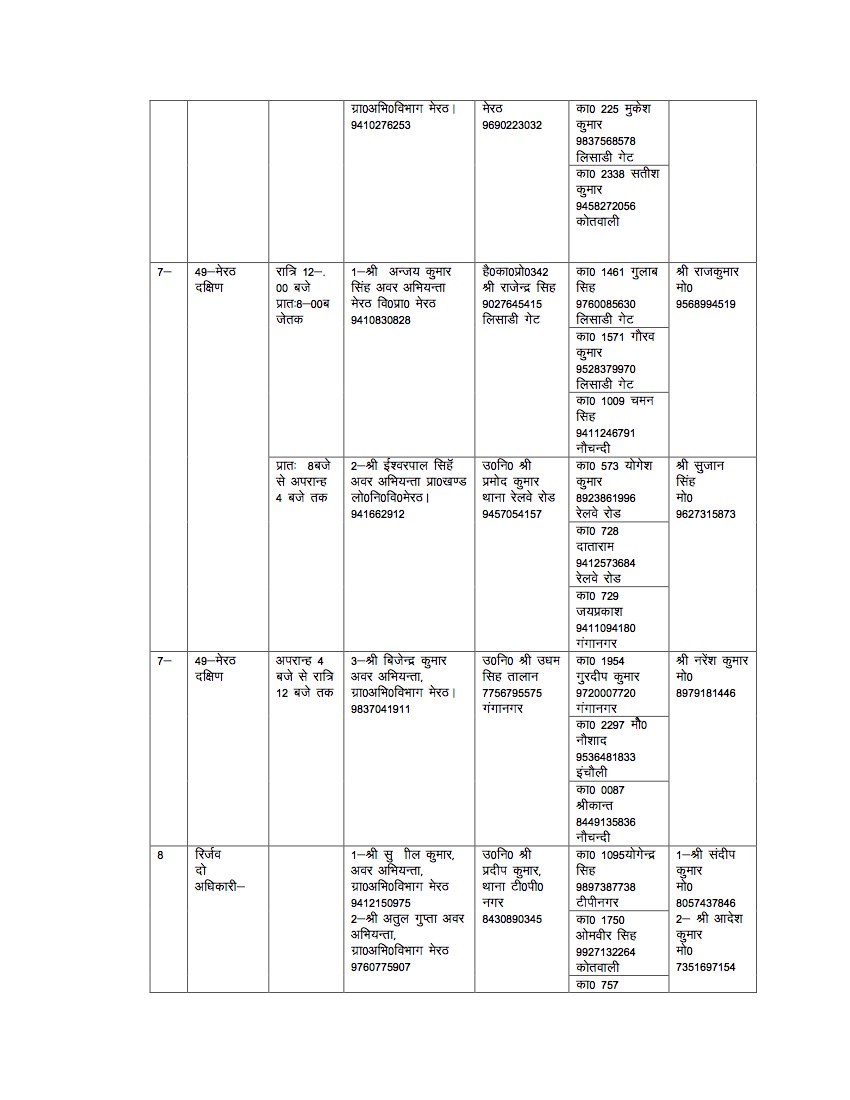 ग्रा0अभि0विभाग मेरठ।
9410276253
मेरठ
9690223032
का0 225 मुकेश
कुमार
9837568578
लिसाडी गेट
का0 2338 सतीश
कुमार
9458272056
कोतवाली
7–
49–मेरठ
दक्षिण
रात्रि 12–.
00 बजे
प्रातः8–00ब
जेतक
1–श्री अन्जय कुमार
सिंह अवर अभियन्ता
मेरठ वि0प्रा0 मेरठ
9410830828
है0का0प्रो0342
श्री राजेन्द्र सिह
9027645415
लिसाडी गेट
का0 1461 गुलाब
सिह
9760085630
लिसाडी गेट
का0 1571 गौरव
कुमार
9528379970
लिसाडी गेट
का0 1009 चमन
सिह
9411246791
नौचन्दी
श्री राजकुमार
मो0
9568994519
प्रातः 8बजे
से अपरान्ह
4 बजे तक
2–श्री ईश्वरपाल सिहॅ
अवर अभियन्ता प्रा0खण्ड
लो0नि0वि0मेरठ।
941662912
उ0नि0 श्री
प्रमोद कुमार
थाना रेलवे रोड
9457054157
का0 573 योगेश
कुमार
8923861996
रेलवे रोड
का0 728
दाताराम
9412573684
रेलवे रोड
का0 729
जयप्रकाश
9411094180
गंगानगर
श्री सुजान
सिंह
मो0
9627315873
7–
49–मेरठ
दक्षिण
अपरान्ह 4
बजे से रात्रि
12 बजे तक
3–श्री बिजेन्द्र कुमार
अवर अभियन्ता,
ग्रा0अभि0विभाग मेरठ।
9837041911
उ0नि0 श्री उधम
सिह तालान
7756795575
गंगानगर
का0 1954
गुरदीप कुमार
9720007720
गंगानगर
का0 2297 मौ0
नौशाद
9536481833
इंचौली
का0 0087
श्रीकान्त
8449135836
नौचन्दी
श्री नरेंश कुमार
मो0
8979181446
8
रिर्जव
दो
अधिकारी–
1–श्री सु ाील कुमार,
अवर अभियन्ता,
ग्रा0अभि0विभाग मेरठ
9412150975
2–श्री अतुल गुप्ता अवर
अभियन्ता,
ग्रा0अभि0विभाग मेरठ
9760775907
उ0नि0 श्री
प्रदीप कुमार,
थाना टी0पी0
नगर
8430890345
का0 1095योगेन्द्र
सिह
9897387738
टीपीनगर
का0 1750
ओमवीर सिह
9927132264
कोतवाली
का0 757
1–श्री संदीप
कुमार
मो0
8057437846
2– श्री आदेश
कुमार
मो0
7351697154